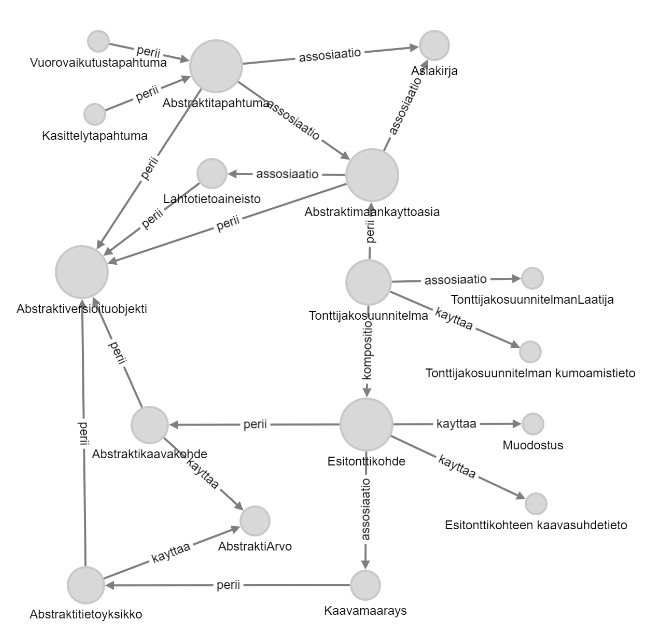 perii
Vuorovaikutustapahtuma
assosiaatio
Asiakirja
perii
Abstraktitapahtuma
assosiaatio
assosiaatio
Kasittelytapahtuma
perii
assosiaatio
Lahtotietoaineisto
Abstraktimaankayttoasia
perii
perii
perii
Abstraktiversioituobjekti
assosiaatio
TonttijakosuunnitelmanLaatija
Tonttijakosuunnitelma
kayttaa
perii
kompositio
Tonttijakosuunnitelman kumoamistieto
perii
perii
kayttaa
Muodostus
Abstraktikaavakohde
Esitonttikohde
kayttaa
kayttaa
assosiaatio
Esitonttikohteen kaavasuhdetieto
AbstraktiArvo
kayttaa
perii
Abstraktitietoyksikko
Kaavamaarays